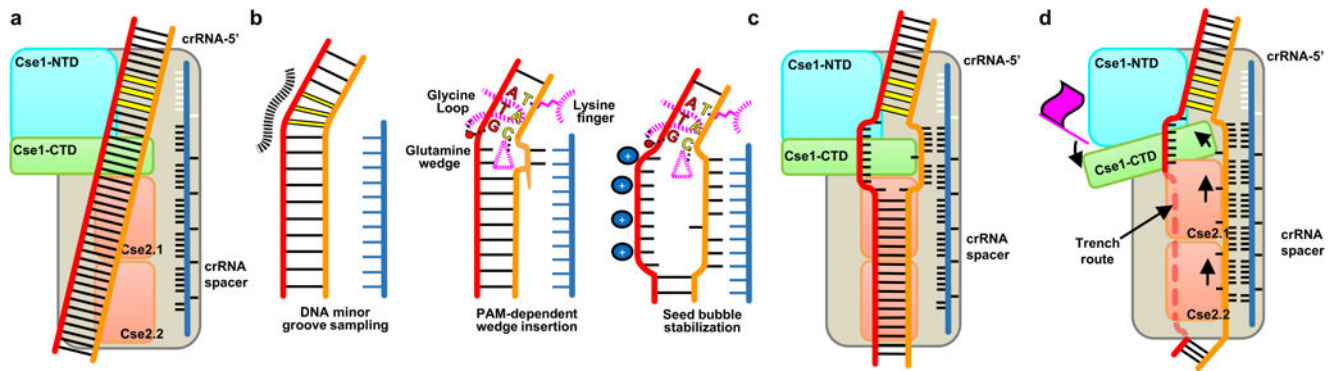 a
crRNA-5'
Cse1-NTD
Cse1-CTD
Cse2.1
Cse2.2
crRNA
spacer
b
DNA minor
groove sampling
Glycine
Loop
Glutamine
wedge
Lysine
finger
A T
T A
G C
PAM-dependent
wedge insertion
A T
T A
G C
+
+
+
+
Seed bubble
stabilization
c
crRNA-5'
Cse1-NTD
Cse1-CTD
crRNA
spacer
d
crRNA-5'
Cse1-NTD
Cse1-CTD
Trench
route
Cse2.1
Cse2.2
crRNA
spacer